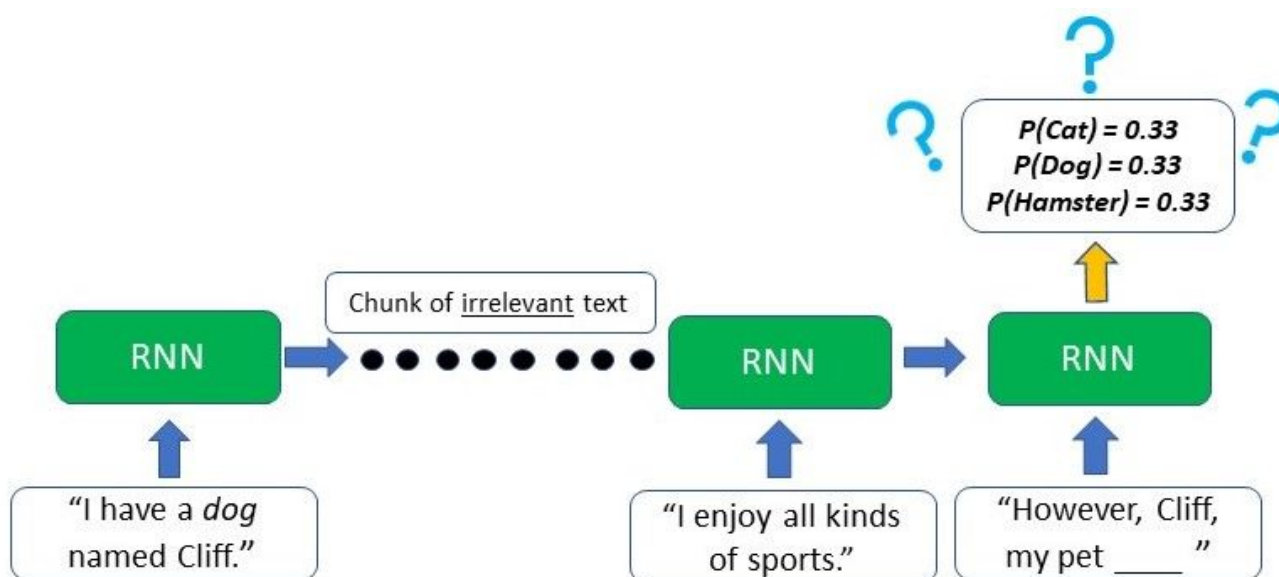 ?
?
?
P(Cat) = 0.33
P(Dog) = 0.33
P(Hamster) = 0.33
Chunk of irrelevant text
RNN
RNN
RNN
“I have a dog
named Cliff.”
“I enjoy all kinds
of sports.”
“However, Cliff,
my pet ____ ”